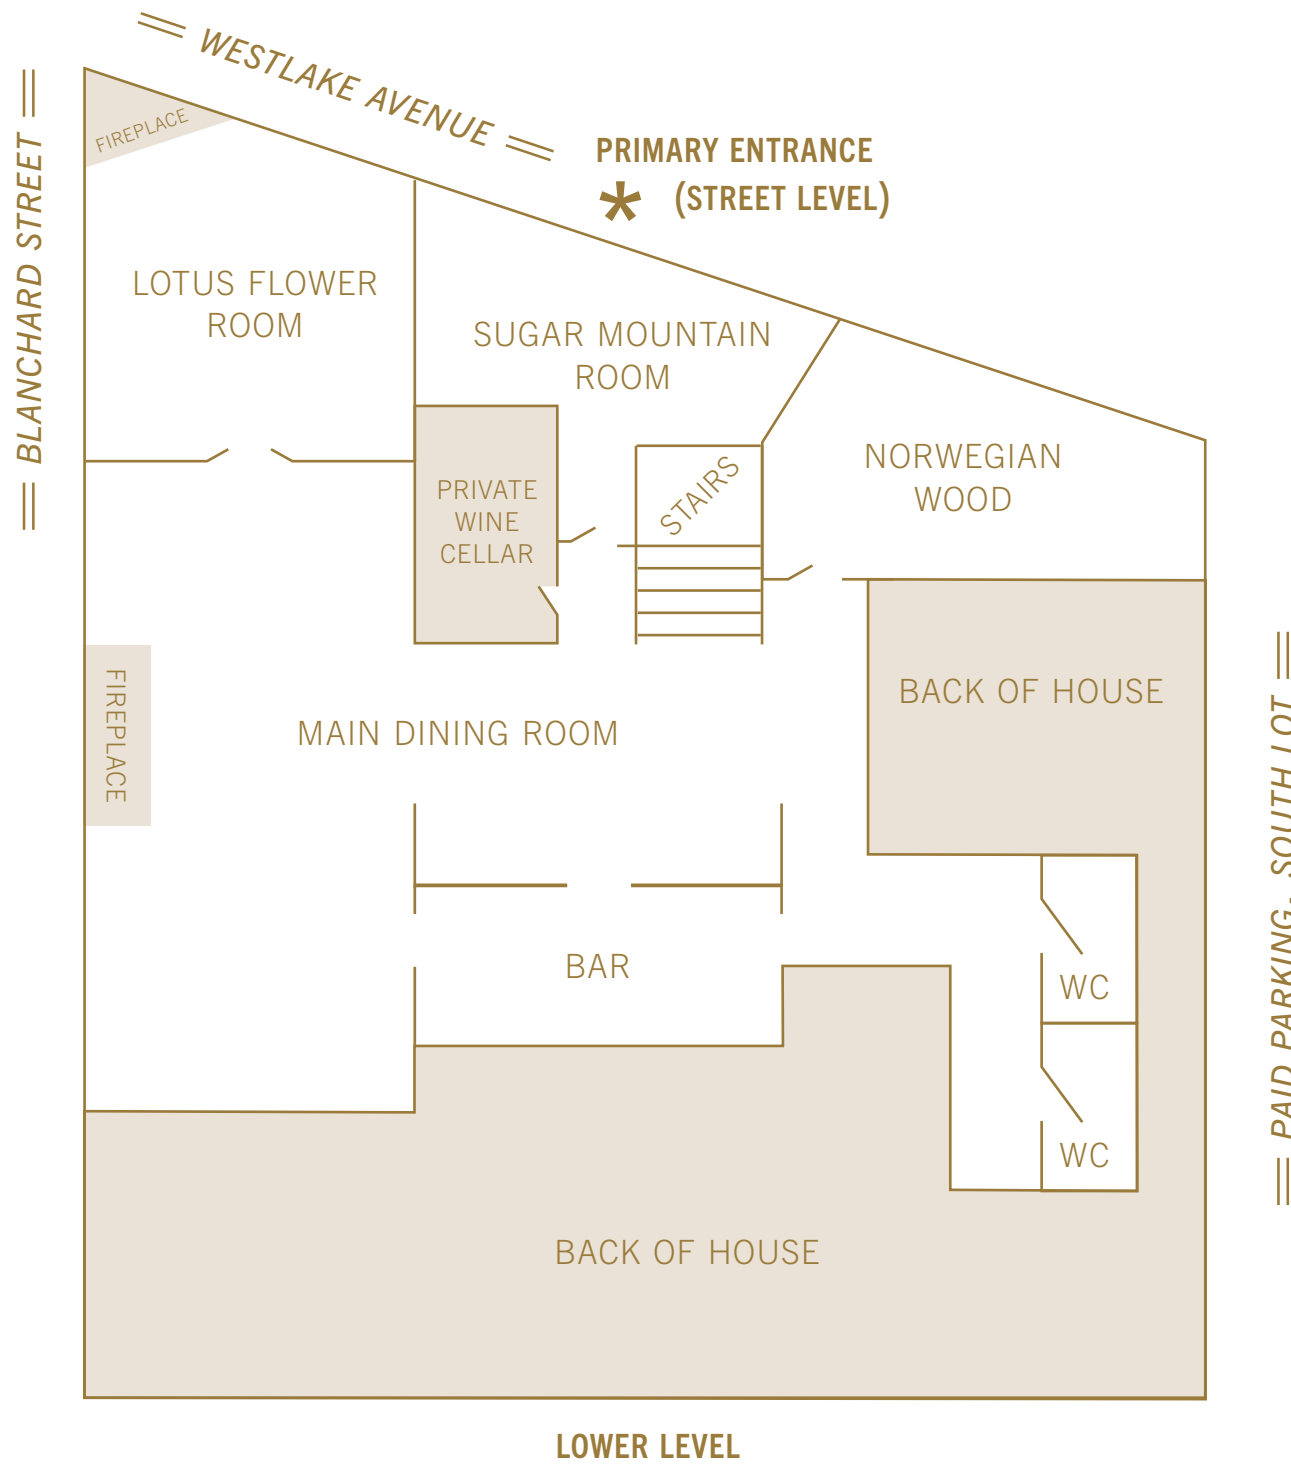 WESTLAKE AVENUE
BLANCHARD STREET
FIREPLACE
PRIMARY ENTRANCE
* (STREET LEVEL)
LOTUS FLOWER
ROOM
SUGAR MOUNTAIN
ROOM
NORWEGIAN
WOOD
PRIVATE
WINE
CELLAR
STAIRS
FIREPLACE
MAIN DINING ROOM
BACK OF HOUSE
PAID PARKING, SOUTH LOT
BAR
WC
WC
BACK OF HOUSE
LOWER LEVEL